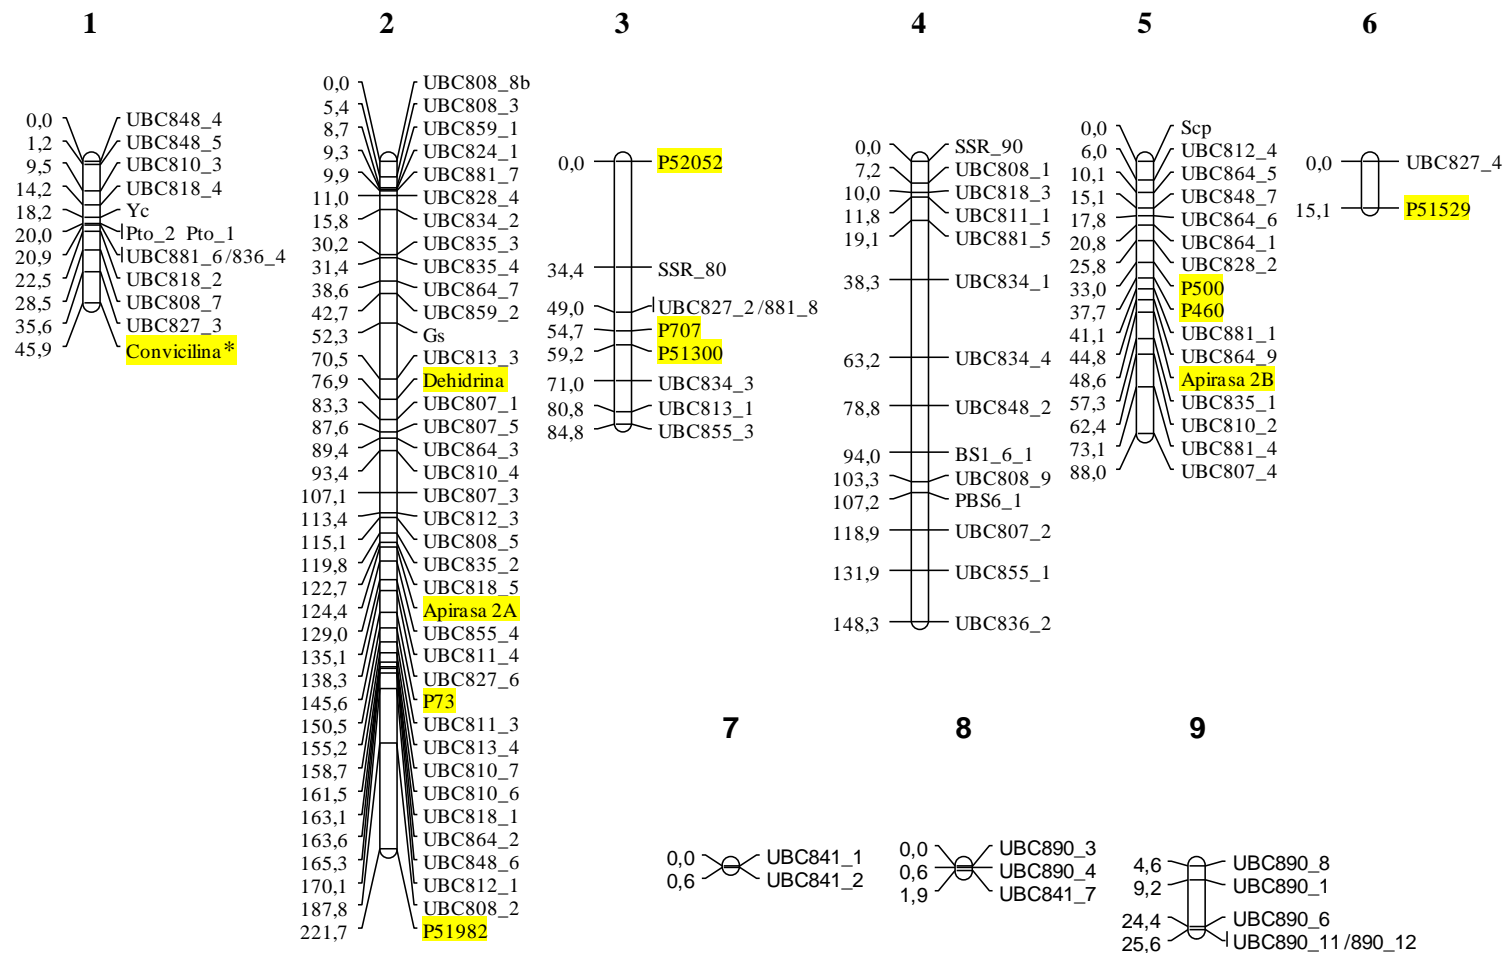 1
0,0 UBC848_4
1,2 UBC848_5
9,5 UBC810_3
14,2 UBC818_4
18,2 Yc
20,0 Pto_2 Pto_1
20,9 UBC881_6/836_4
22,5 UBC818_2
28,5 UBC808_7
35,6 UBC827_3
45,9 Convicilina*
2
0,0 UBC808_8b
5,4 UBC808_3
8,7 UBC859_1
9,3 UBC824_1
9,9 UBC881_7
11,0 UBC828_4
15,8 UBC834_2
30,2 UBC835_3
31,4 UBC835_4
38,6 UBC864_7
42,7 UBC859_2
52,3 Gs
70,5 UBC813_3
76,9 Dehidrina
83,3 UBC807_1
87,6 UBC807_5
89,4 UBC864_3
93,4 UBC810_4
107,1 UBC807_3
113,4 UBC812_3
115,1 UBC808_5
119,8 UBC835_2
122,7 UBC818_5
124,4 Apirasa 2A
129,0 UBC855_4
135,1 UBC811_4
138,3 UBC827_6
145,6 P73
150,5 UBC811_3
155,2 UBC813_4
158,7 UBC810_7
161,5 UBC810_6
163,1 UBC818_1
163,6 UBC864_2
165,3 UBC848_6
170,1 UBC812_1
187,8 UBC808_2
221,7 P51982
3
0,0 P52052
34,4 SSR_80
49,0 UBC827_2/881_8
54,7 P707
59,2 P51300
71,0 UBC834_3
80,8 UBC813_1
84,8 UBC855_3
4
0,0 SSR_90
7,2 UBC808_1
10,0 UBC818_3
11,8 UBC811_1
19,1 UBC881_5
38,3 UBC834_1
63,2 UBC834_4
78,8 UBC848_2
94,0 BS1_6_1
103,3 UBC808_9
107,2 PBS6_1
118,9 UBC807_2
131,9 UBC855_1
148,3 UBC836_2
5
0,0 Scp
6,0 UBC812_4
10,1 UBC864_5
15,1 UBC848_7
17,8 UBC864_6
20,8 UBC864_1
25,8 UBC828_2
33,0 P500
37,7 P460
41,1 UBC881_1
44,8 UBC864_9
48,6 Apirasa 2B
57,3 UBC835_1
62,4 UBC810_2
73,1 UBC881_4
88,0 UBC807_4
6
0,0 UBC827_4
15,1 P51529
7
0,0 UBC841_1
0,6 UBC841_2
8
0,0 UBC890_3
0,6 UBC890_4
1,9 UBC841_7
9
4,6 UBC890_8
9,2 UBC890_1
24,4 UBC890_6
25,6 UBC890_11/890_12